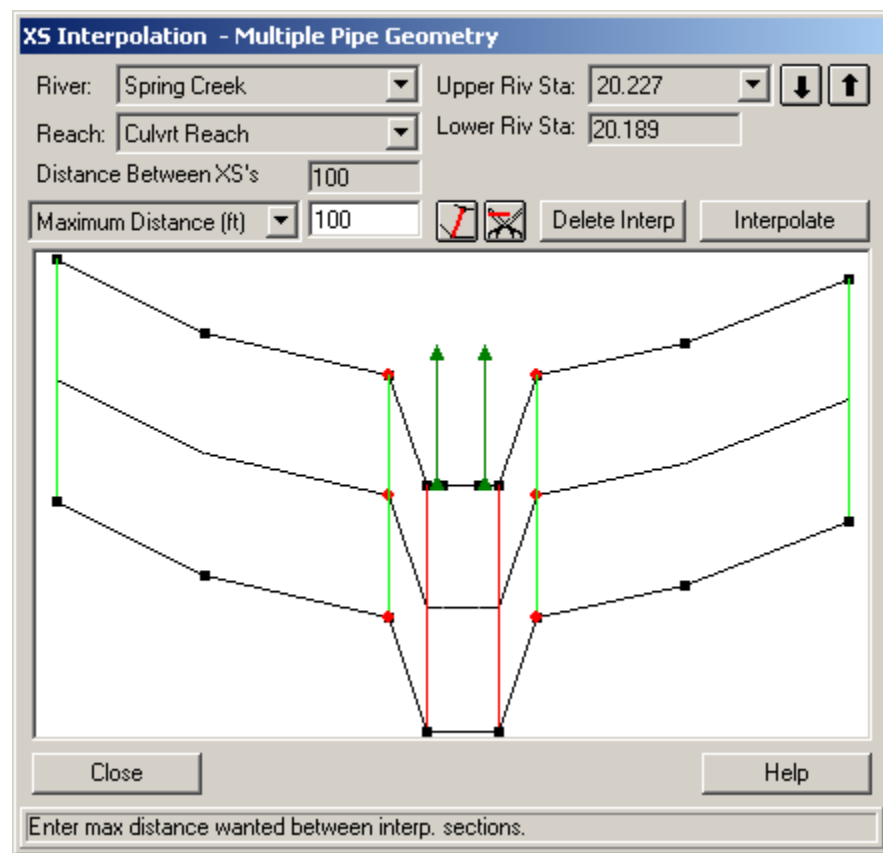 XS Interpolation - Multiple Pipe Geometry
River: Spring Creek Upper Riv Sta: 20.227
Reach: Culvrt Reach Lower Riv Sta: 20.189
Distance Between XS's 100
Maximum Distance (ft) 100 Delete Interp Interpolate
Close Help
Enter max distance wanted between interp. sections.